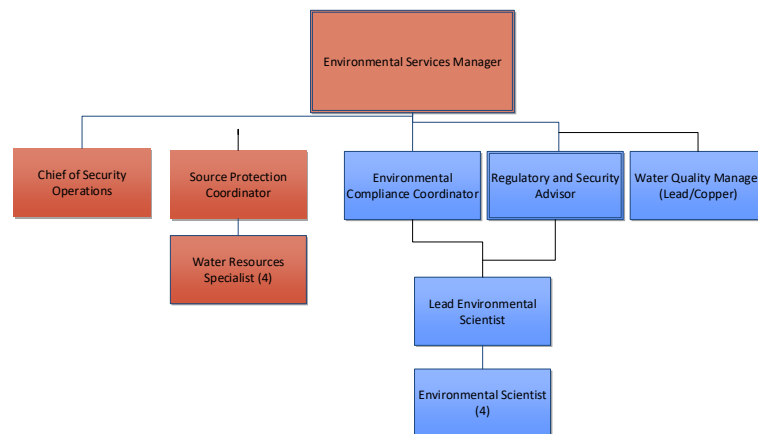 Environmental Services Manager
Chief of Security
Operations
Source Protection
Coordinator
Environmental
Compliance Coordinator
Regulatory and Security
Advisor
Water Quality Manage
(Lead/Copper)
Water Resources
Specialist (4)
Lead Environmental
Scientist
Environmental Scientist
(4)